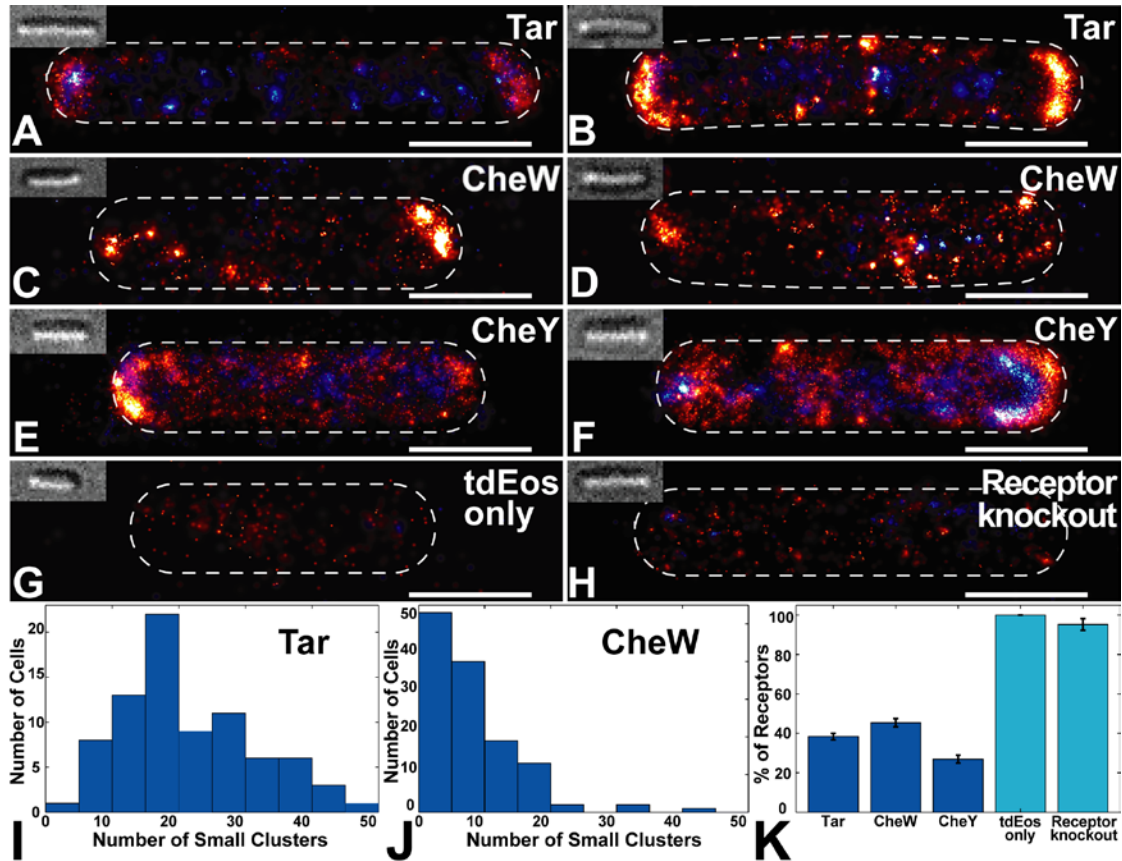 Tar
A
Tar
B
CheW
C
CheW
D
CheY
E
CheY
F
tdEos
only
G
Receptor
knockout
H
20
15
10
5
0
Number of Cells
Tar
0 10 20 30 40 50
Number of Small Clusters
I
50
40
30
20
10
0
Number of Cells
CheW
0 10 20 30 40 50
Number of Small Clusters
J
100
80
60
40
20
0
% of Receptors
Tar CheW CheY tdEos only Receptor knockout
K